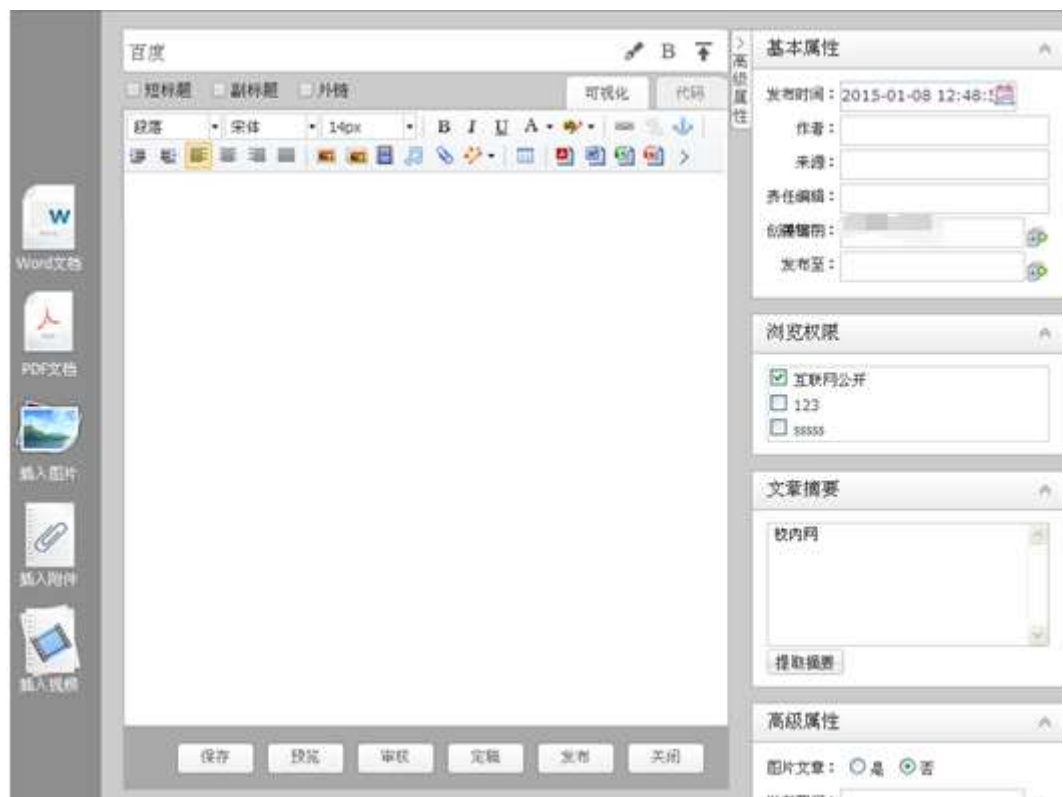 百度
B
高级属性
短标题 副标题 外链
可视化 代码
段落 宋体 14px B I U A
W
Word文档
PDF文档
插入图片
插入附件
插入视频
保存 预览 审核 定稿 发布 关闭
基本属性
发布时间：2015-01-08 12:48:
作者：
来源：
责任编辑：
发布至：
浏览权限
互联网公开
123
sssss
文章摘要
校内网
提取摘要
高级属性
图片文章： 是 否